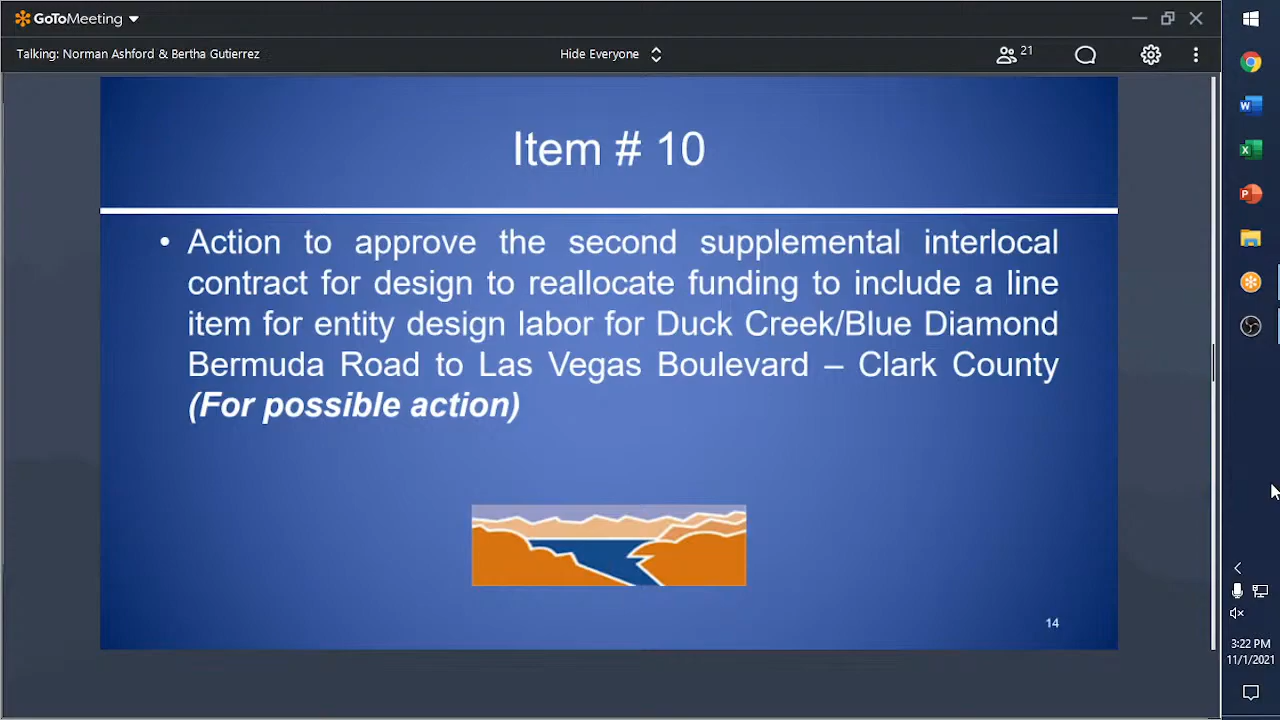 GoToMeeting
Talking: Norman Ashford & Bertha Gutierrez
Hide Everyone
21
Item # 10
• Action to approve the second supplemental interlocal
contract for design to reallocate funding to include a line
item for entity design labor for Duck Creek/Blue Diamond
Bermuda Road to Las Vegas Boulevard – Clark County
(For possible action)
14
W
X
P
3:22 PM
11/1/2021